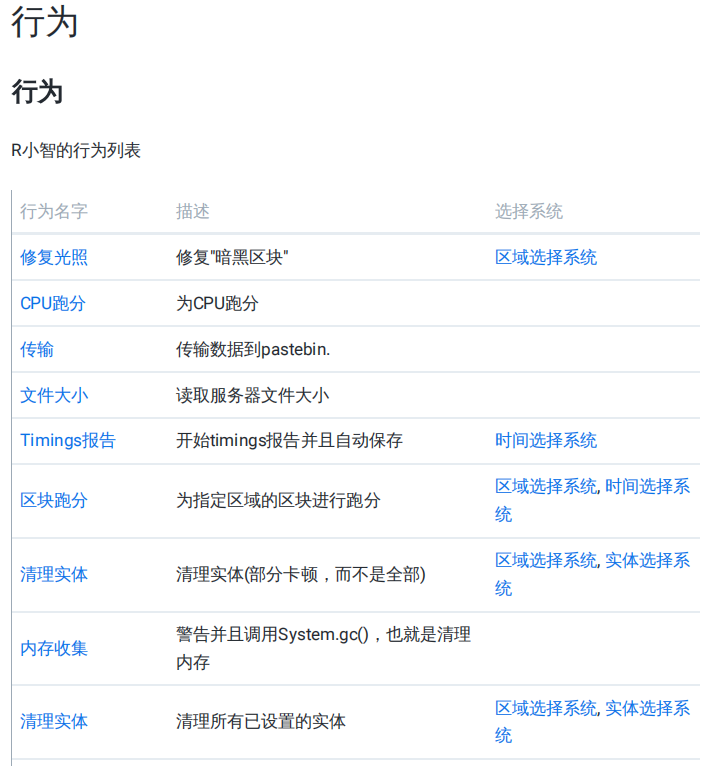 行为
行为
R小智的行为列表
行为名字 描述 选择系统
修复光照 修复"暗黑区块" 区域选择系统
CPU跑分 为CPU跑分
传输 传输数据到pastebin.
文件大小 读取服务器文件大小
Timings报告 开始timings报告并且自动保存 时间选择系统
区块跑分 为指定区域的区块进行跑分 区域选择系统, 时间选择系
统
清理实体 清理实体(部分卡顿，而不是全部) 区域选择系统, 实体选择系
统
内存收集 警告并且调用System.gc()，也就是清理
内存
清理实体 清理所有已设置的实体 区域选择系统, 实体选择系
统